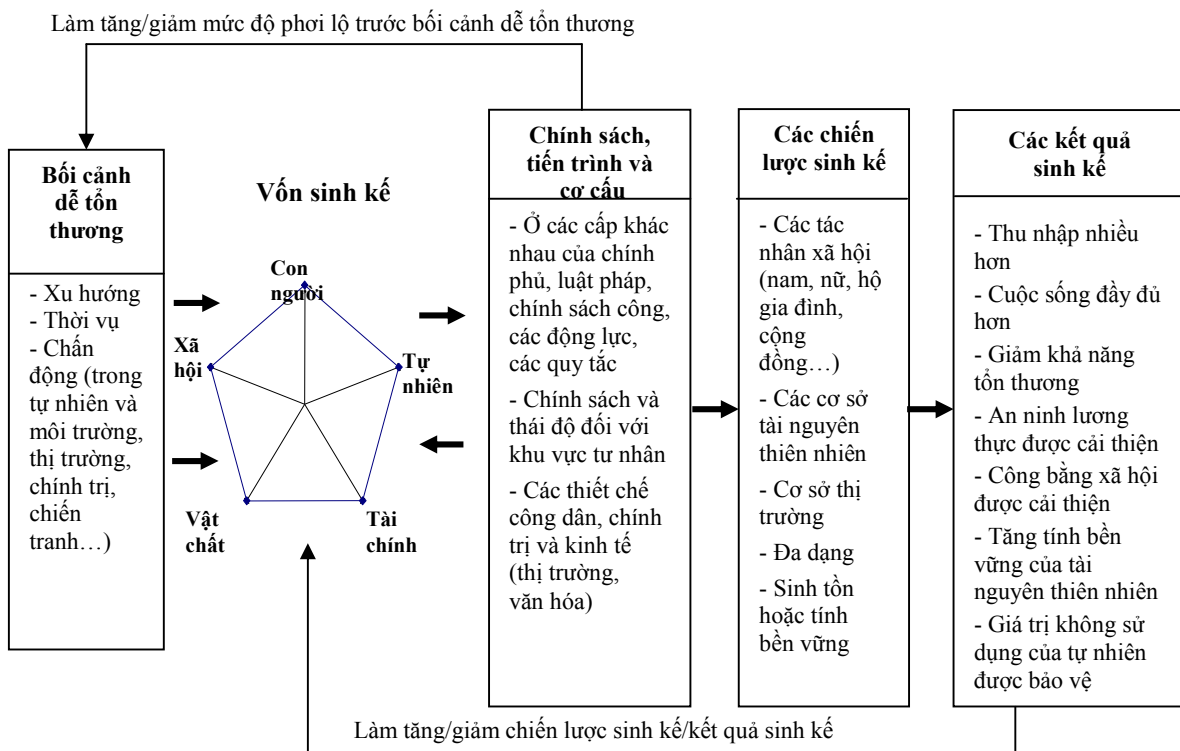 Làm tăng/giảm mức độ phơi lộ trước bối cảnh dễ tổn thương
Bối cảnh
dễ tổn
thương
- Xu hướng
- Thời vụ
- Chấn
động (trong
tự nhiên và
môi trường,
thị trường,
chính trị,
chiến
tranh…)
Vốn sinh kế
Con
người
Xã
hội
Tự
nhiên
Vật
chất
Tài
chính
Chính sách,
tiến trình và
cơ cấu
- Ở các cấp khác
nhau của chính
phủ, luật pháp,
chính sách công,
các động lực,
các quy tắc
- Chính sách và
thái độ đối với
khu vực tư nhân
- Các thiết chế
công dân, chính
trị và kinh tế
(thị trường,
văn hóa)
Các chiến
lược sinh kế
- Các tác
nhân xã hội
(nam, nữ, hộ
gia đình,
cộng
đồng…)
- Các cơ sở
tài nguyên
thiên nhiên
- Cơ sở thị
trường
- Đa dạng
- Sinh tồn
hoặc tính
bền vững
Các kết quả
sinh kế
- Thu nhập nhiều
hơn
- Cuộc sống đầy đủ
hơn
- Giảm khả năng
tổn thương
- An ninh lương
thực được cải thiện
- Công bằng xã hội
được cải thiện
- Tăng tính bền
vững của tài
nguyên thiên nhiên
- Giá trị không sử
dụng của tự nhiên
được bảo vệ
Làm tăng/giảm chiến lược sinh kế/kết quả sinh kế